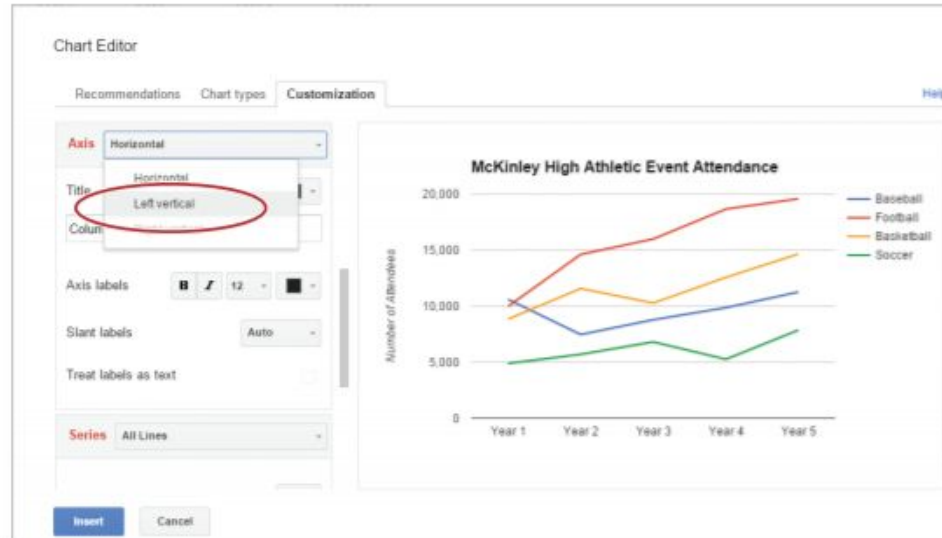 Chart Editor
Recommendations Chart types Customization
Help
Axis Horizontal
Horizontal
Title
Left vertical
Colum
Axis labels B I 12
Slant labels Auto
Treat labels as text
Series All Lines
Insert Cancel
McKinley High Athletic Event Attendance
20,000
15,000
10,000
5,000
0
Number of Attendees
Year 1 Year 2 Year 3 Year 4 Year 5
Baseball
Football
Basketball
Soccer